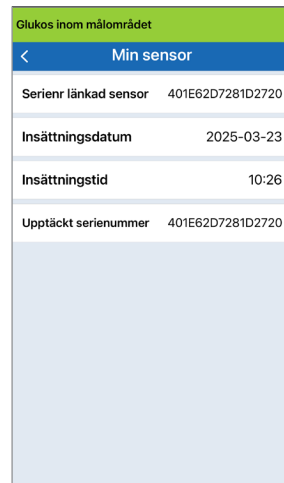 Glukos inom målområdet
Min sensor
Serienr länkad sensor 401E62D7281D2720
Insättningsdatum 2025-03-23
Insättningstid 10:26
Upptäckt serienummer 401E62D7281D2720